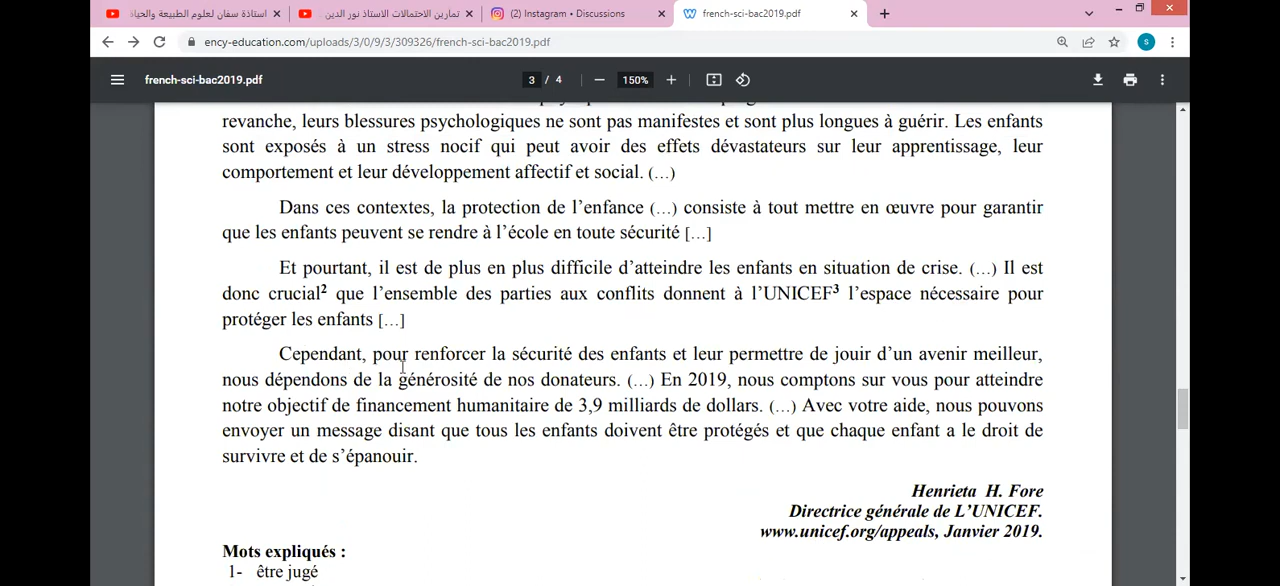 استاذة سفان لعلوم الطبيعة والحياة
تمارين الاحتمالات الاستاذ نور الدين
(2) Instagram • Discussions
french-sci-bac2019.pdf
ency-education.com/uploads/3/0/9/3/309326/french-sci-bac2019.pdf
s
french-sci-bac2019.pdf
3 / 4
150%
revanche, leurs blessures psychologiques ne sont pas manifestes et sont plus longues à guérir. Les enfants
sont exposés à un stress nocif qui peut avoir des effets dévastateurs sur leur apprentissage, leur
comportement et leur développement affectif et social. (…)
Dans ces contextes, la protection de l’enfance (…) consiste à tout mettre en œuvre pour garantir
que les enfants peuvent se rendre à l’école en toute sécurité […]
Et pourtant, il est de plus en plus difficile d’atteindre les enfants en situation de crise. (…) Il est
donc crucial² que l’ensemble des parties aux conflits donnent à l’UNICEF³ l’espace nécessaire pour
protéger les enfants […]
Cependant, pour renforcer la sécurité des enfants et leur permettre de jouir d’un avenir meilleur,
nous dépendons de la générosité de nos donateurs. (…) En 2019, nous comptons sur vous pour atteindre
notre objectif de financement humanitaire de 3,9 milliards de dollars. (…) Avec votre aide, nous pouvons
envoyer un message disant que tous les enfants doivent être protégés et que chaque enfant a le droit de
survivre et de s’épanouir.
Henrieta H. Fore
Directrice générale de L’UNICEF.
www.unicef.org/appeals, Janvier 2019.
Mots expliqués :
1- être jugé